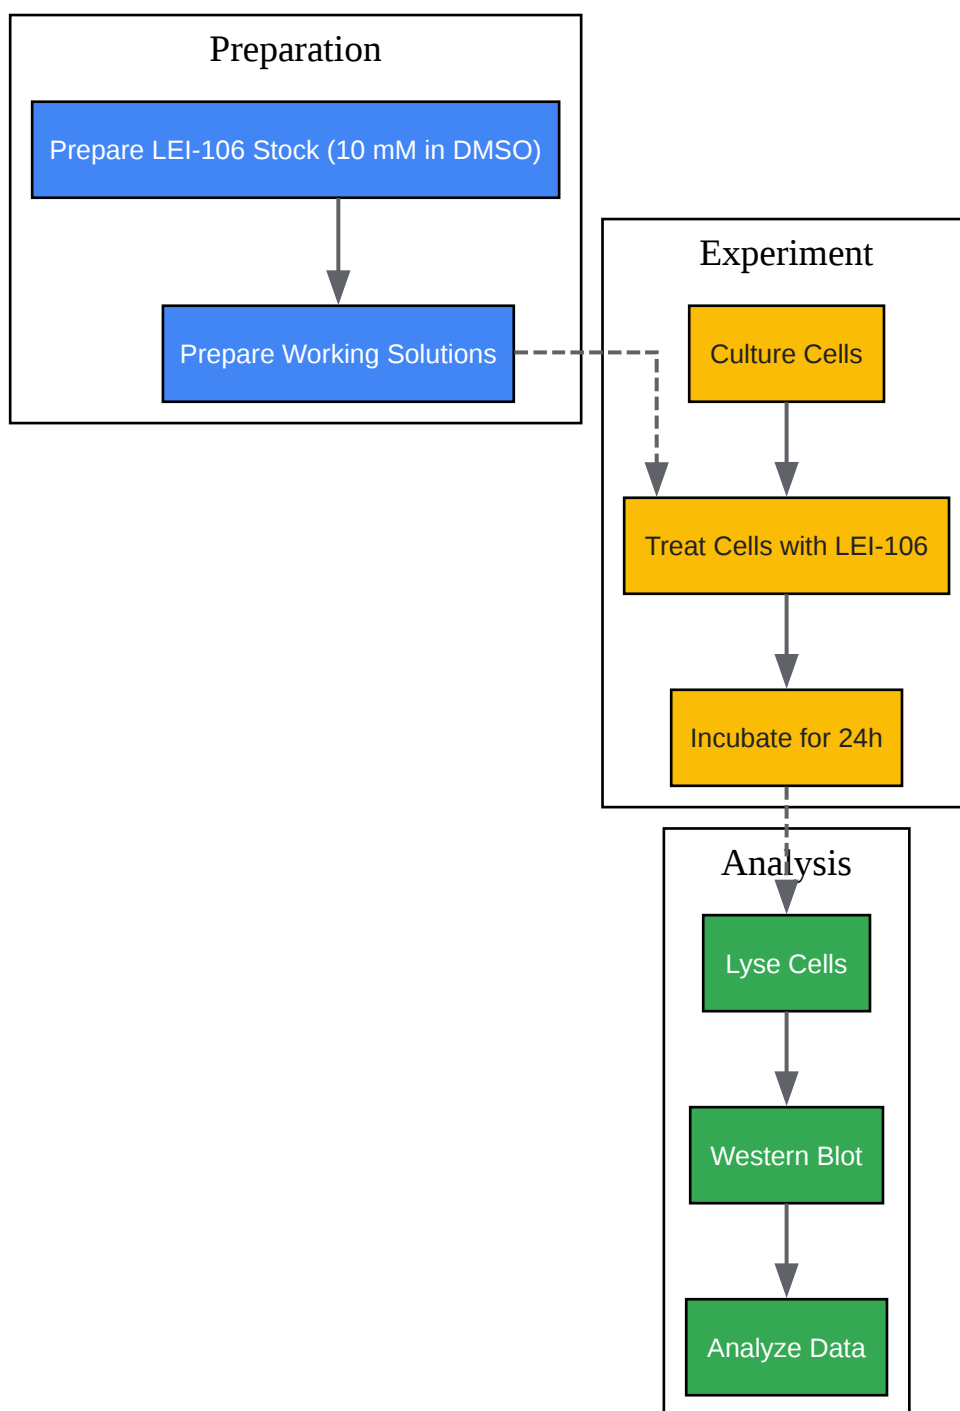 Preparation
Prepare LEI-106 Stock (10 mM in DMSO)
Prepare Working Solutions
Experiment
Culture Cells
Treat Cells with LEI-106
Incubate for 24h
Analysis
Lyse Cells
Western Blot
Analyze Data